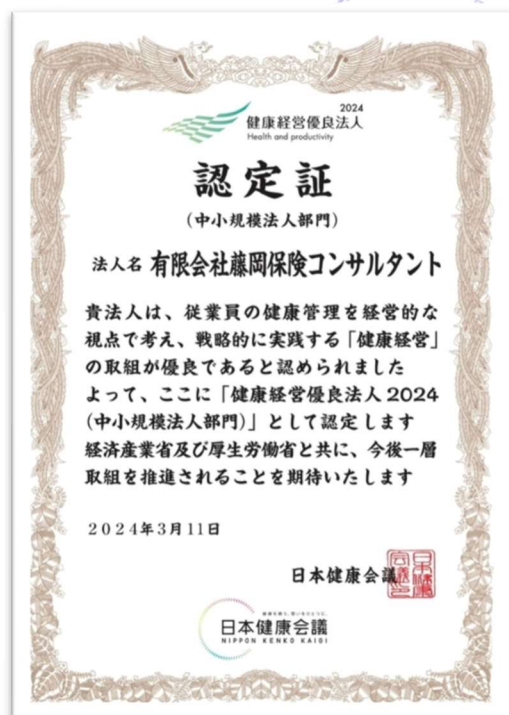 2024
健康経営優良法人
Health and productivity
認定証
(中小規模法人部門)
法人名 有限会社藤岡保険コンサルタント
貴法人は、従業員の健康管理を経営的な
視点で考え、戦略的に実践する「健康経営」
の取組が優良であると認められました
よって、ここに「健康経営優良法人2024
(中小規模法人部門)」として認定します
経済産業省及び厚生労働省と共に、今後一層
取組を推進されることを期待いたします
2024年3月11日
日本健康会議
日本健康会議
NIPPON KENKO KAIGI